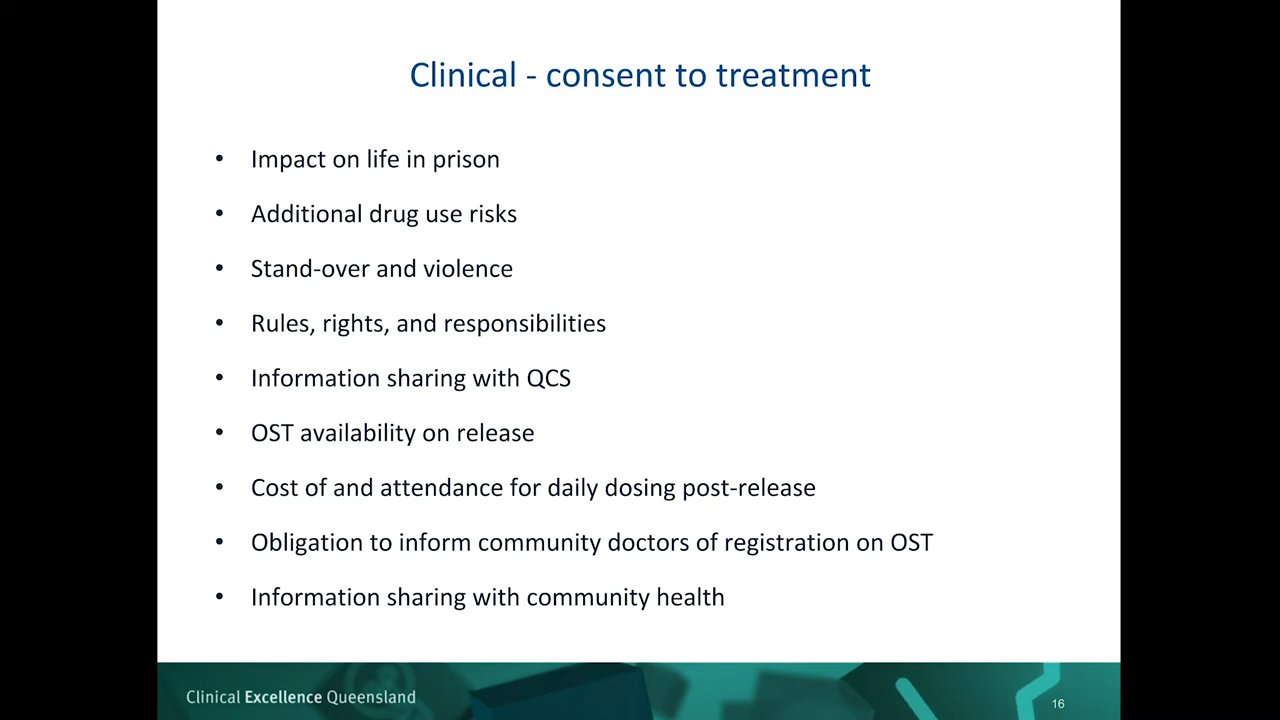 Clinical - consent to treatment
• Impact on life in prison
• Additional drug use risks
• Stand-over and violence
• Rules, rights, and responsibilities
• Information sharing with QCS
• OST availability on release
• Cost of and attendance for daily dosing post-release
• Obligation to inform community doctors of registration on OST
• Information sharing with community health
Clinical Excellence Queensland
16